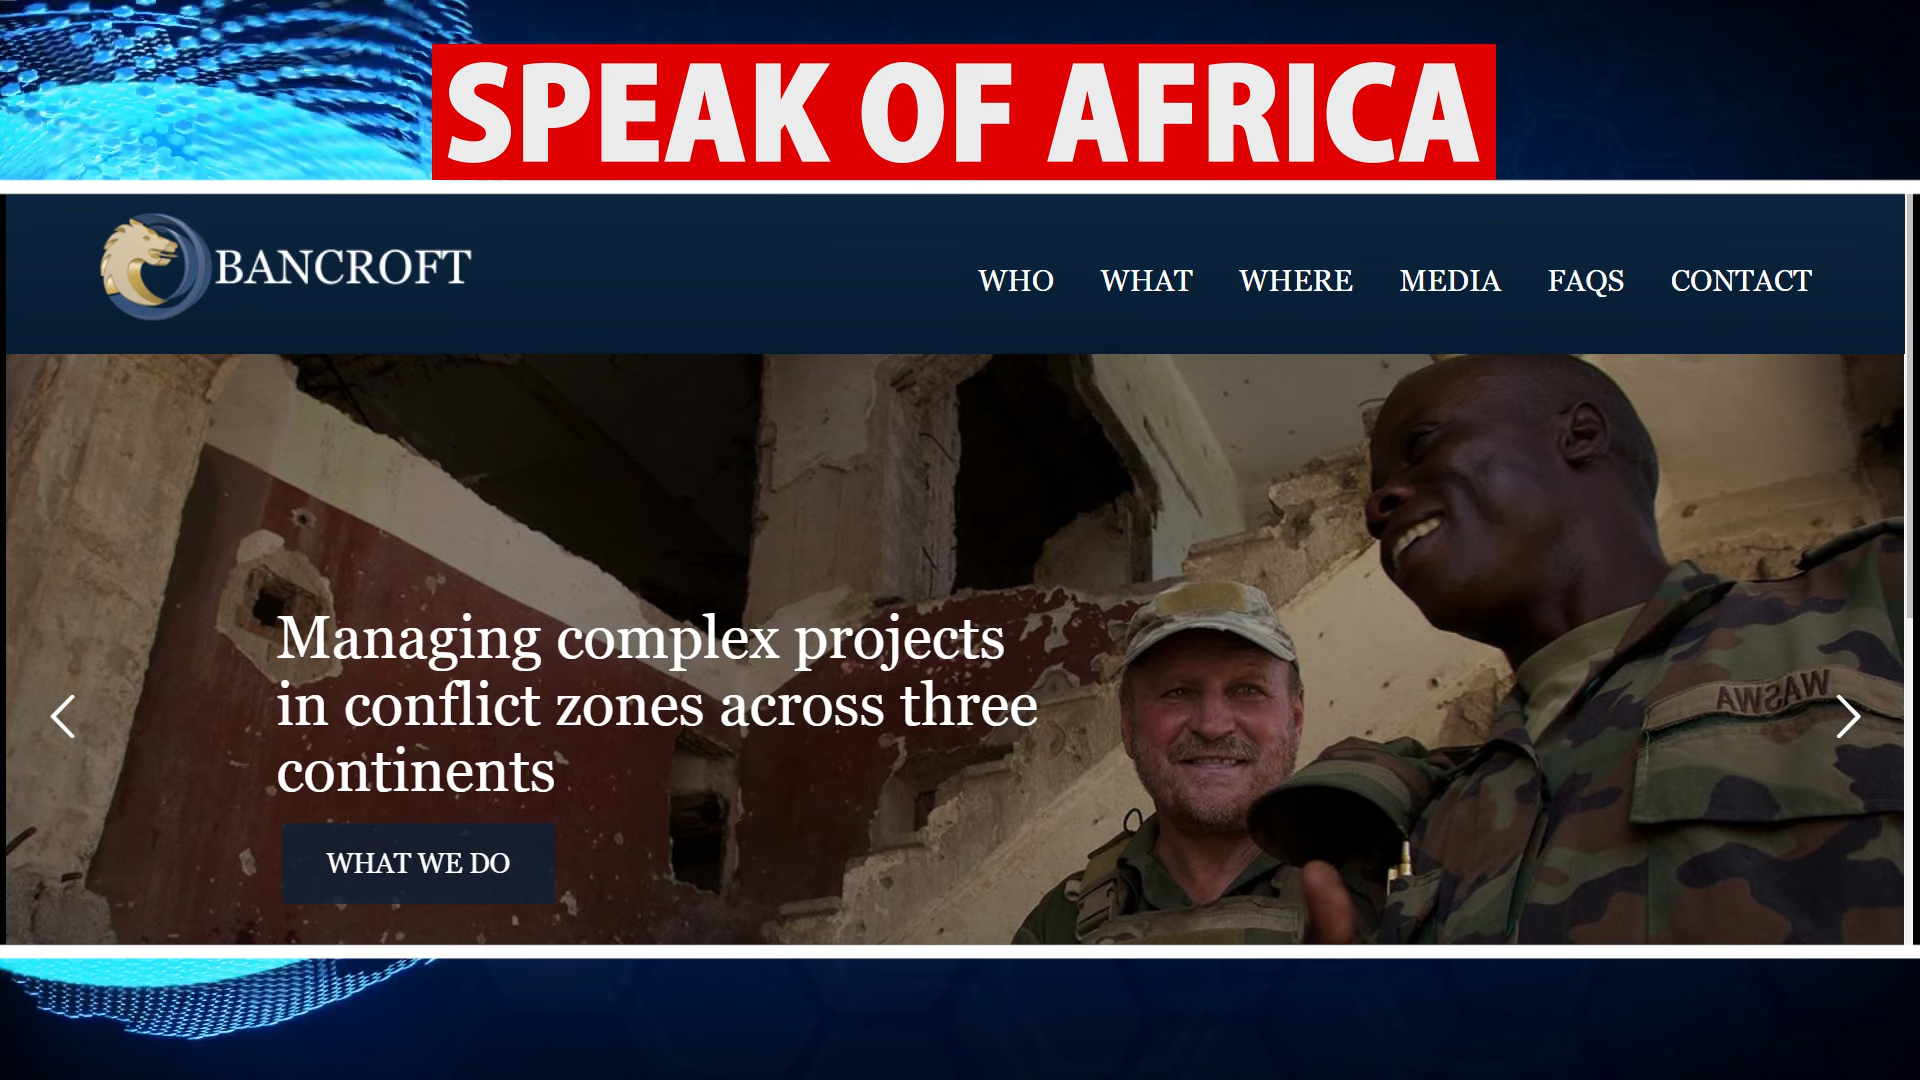 SPEAK OF AFRICA
BANCROFT
WHO WHAT WHERE MEDIA FAQS CONTACT
Managing complex projects
in conflict zones across three
continents
WHAT WE DO
WASWA